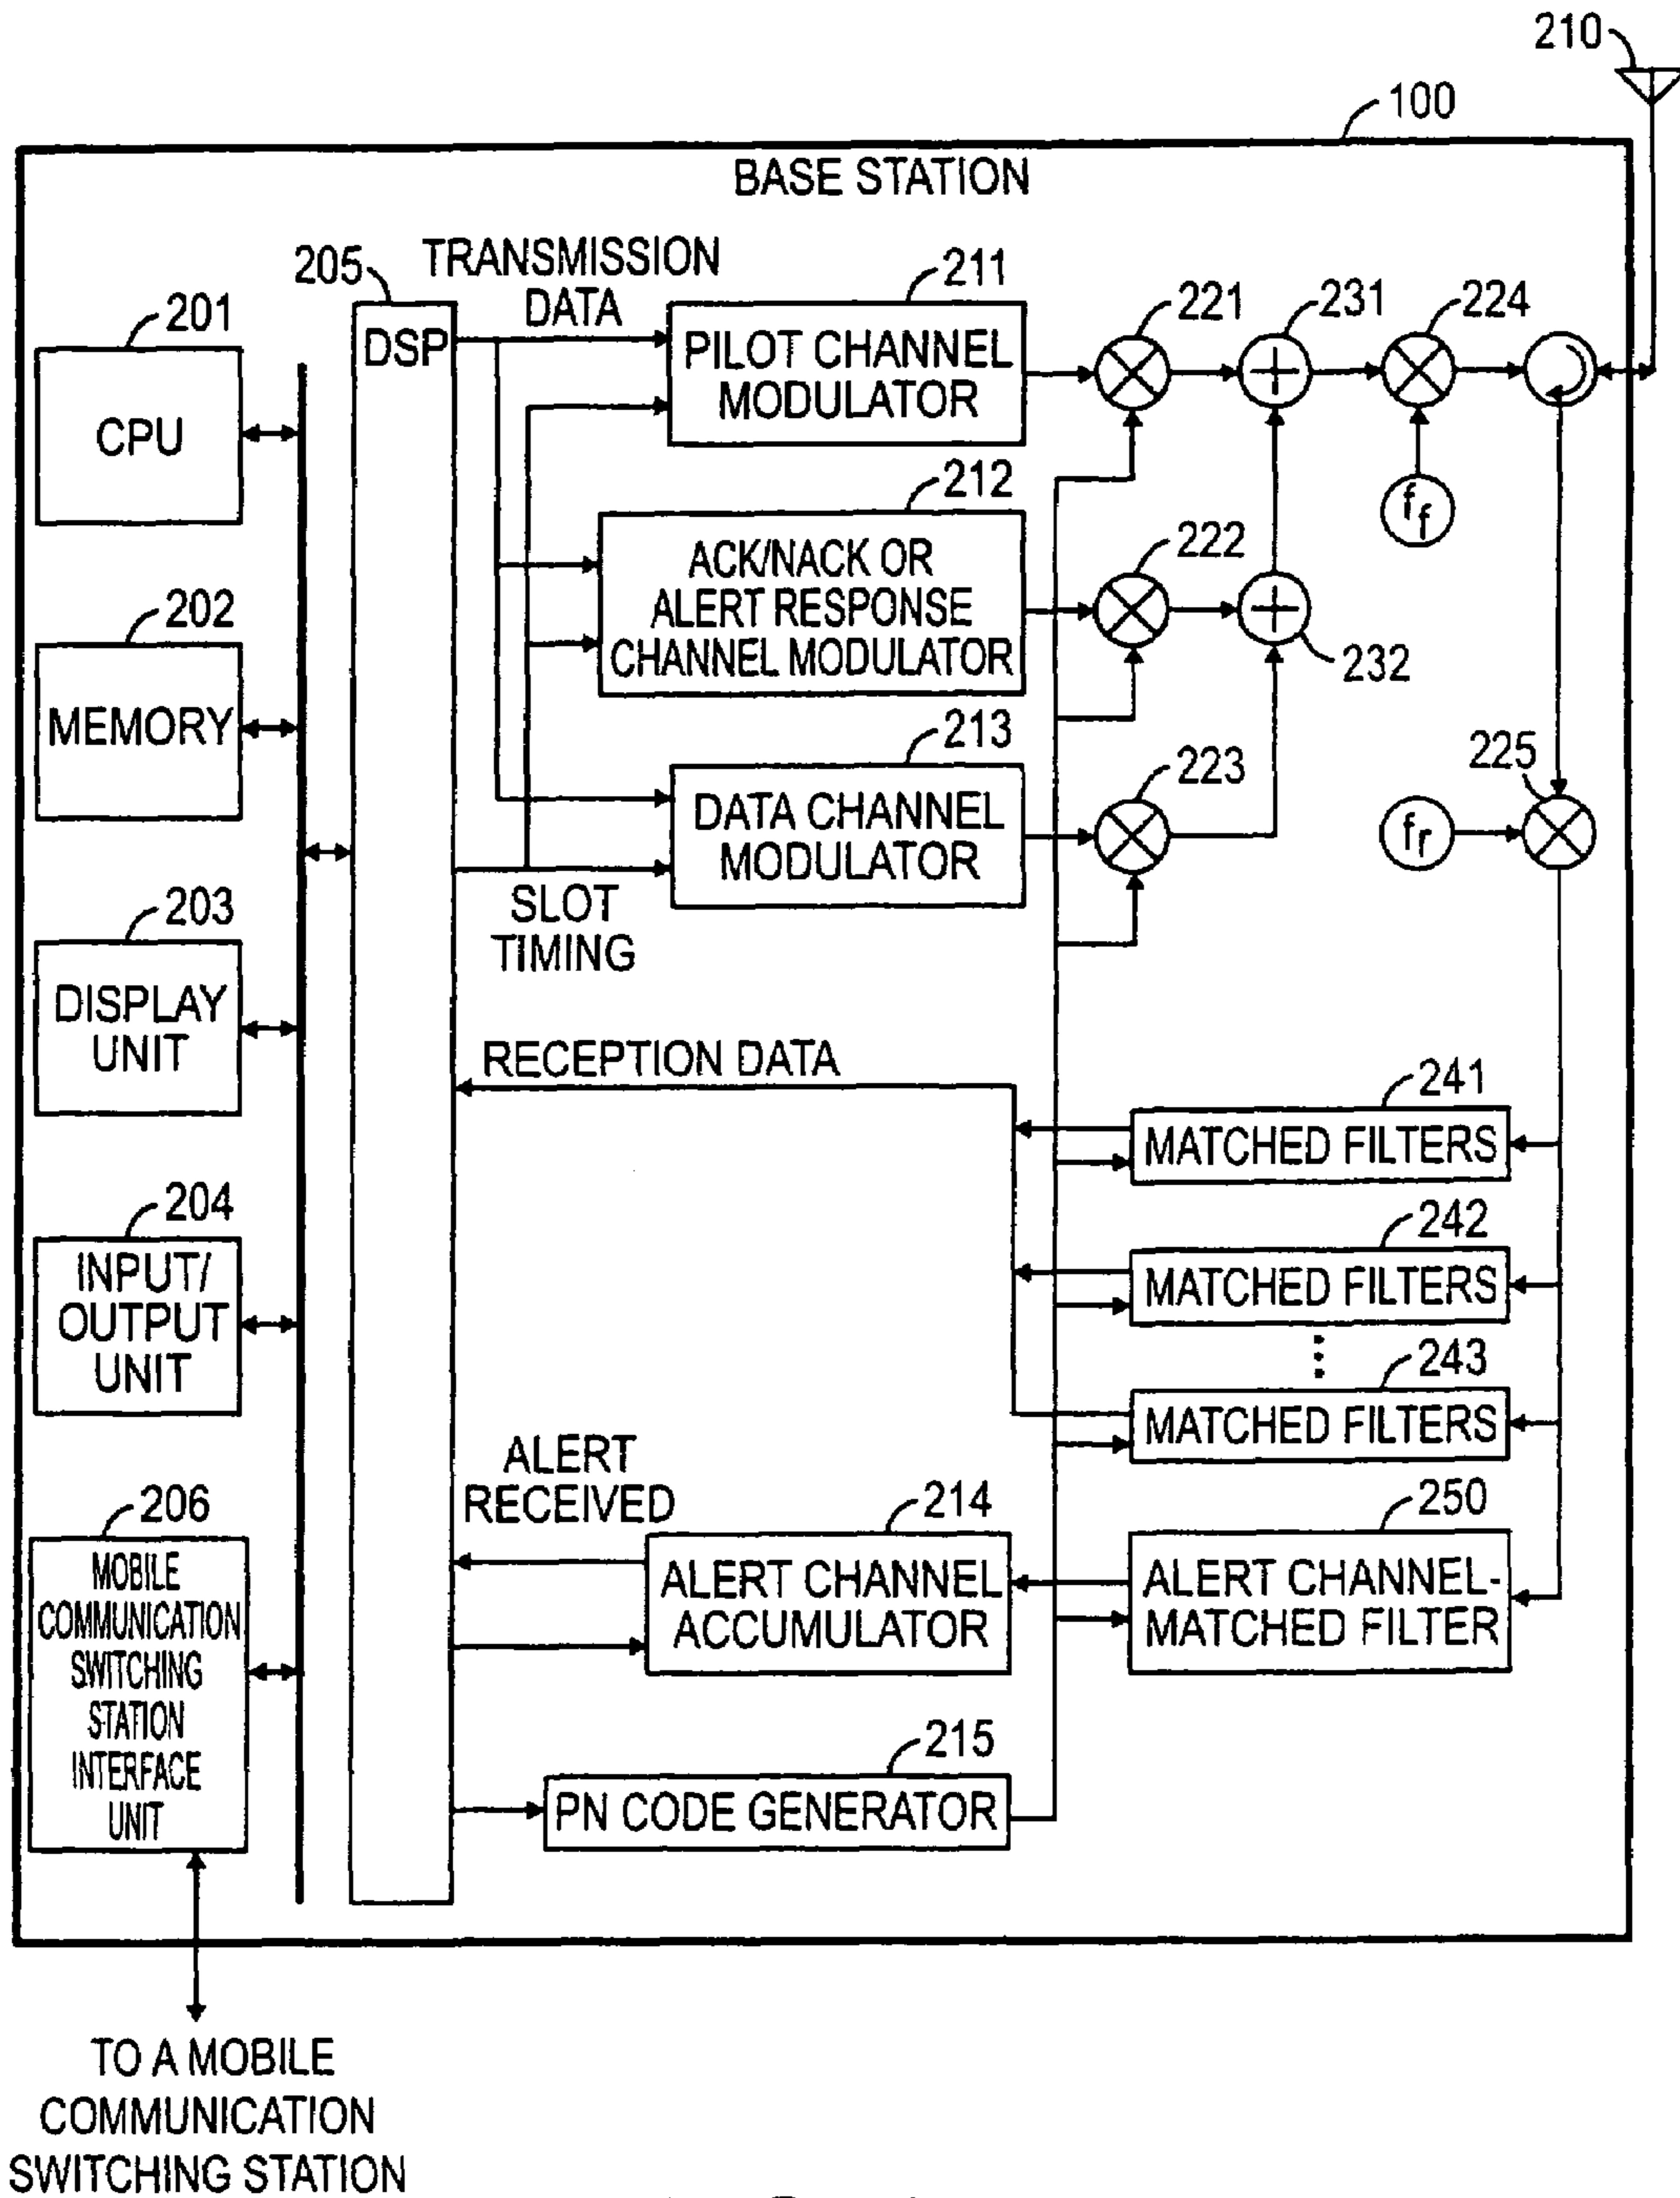 210
100
BASE STATION
205
TRANSMISSION
DATA
211
221
231
224
201
DSP
PILOT CHANNEL
MODULATOR
CPU
212
ff
222
ACK/NACK OR
ALERT RESPONSE
CHANNEL MODULATOR
202
232
MEMORY
213
223
225
DATA CHANNEL
MODULATOR
fr
SLOT
TIMING
203
DISPLAY
UNIT
RECEPTION DATA
241
MATCHED FILTERS
204
242
INPUT/
OUTPUT
UNIT
MATCHED FILTERS
243
MATCHED FILTERS
ALERT
RECEIVED
206
214
250
MOBILE
COMMUNICATION
SWITCHING
STATION
INTERFACE
UNIT
ALERT CHANNEL
ACCUMULATOR
ALERT CHANNEL-
MATCHED FILTER
215
PN CODE GENERATOR
TO A MOBILE
COMMUNICATION
SWITCHING STATION